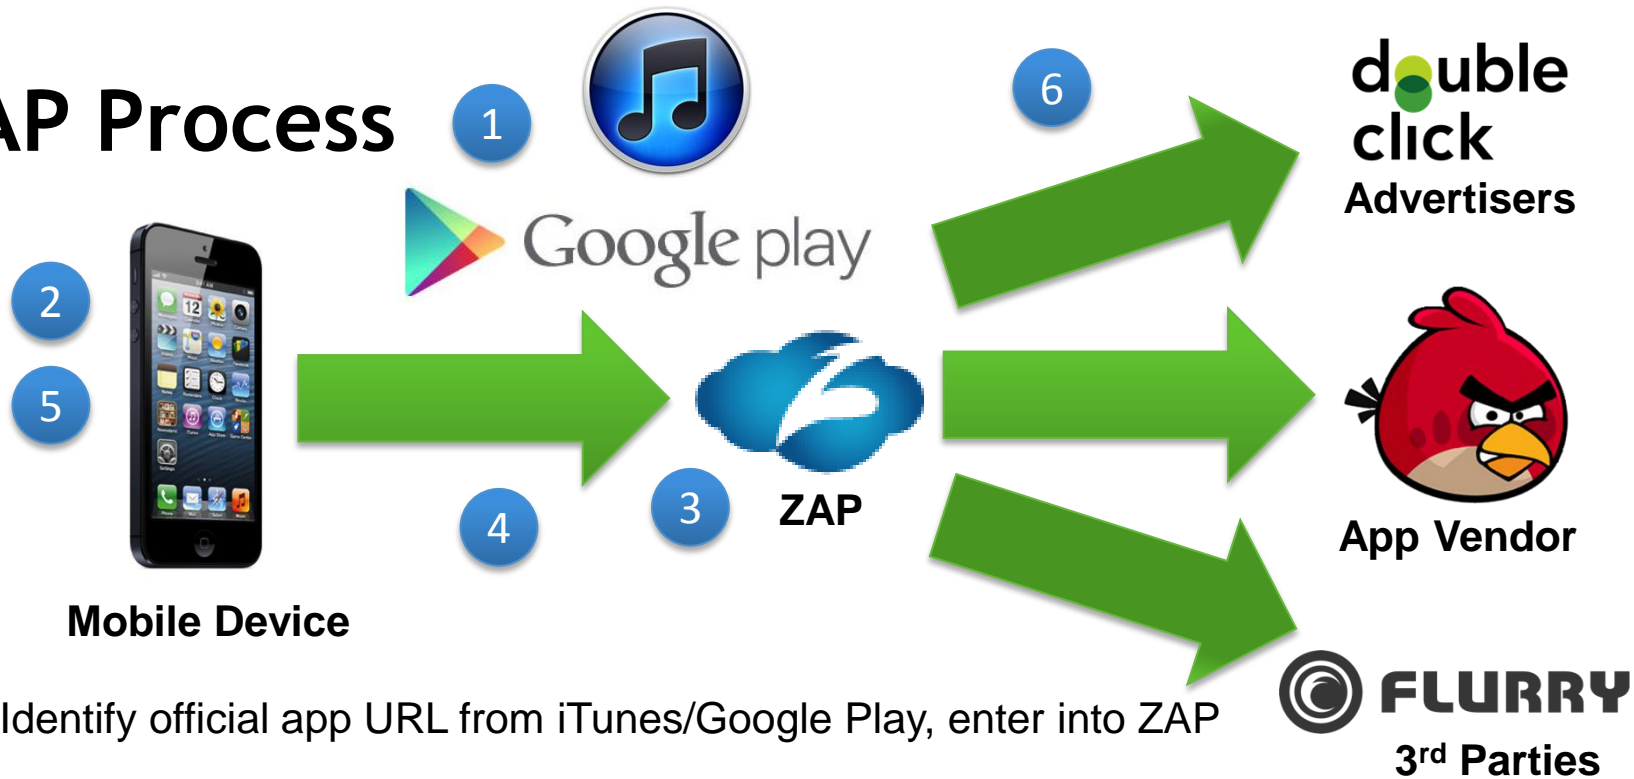 AP Process
1
6
double
click
Advertisers
Google play
2
5
3
ZAP
4
App Vendor
Mobile Device
FLURRY
Identify official app URL from iTunes/Google Play, enter into ZAP
3rd Parties